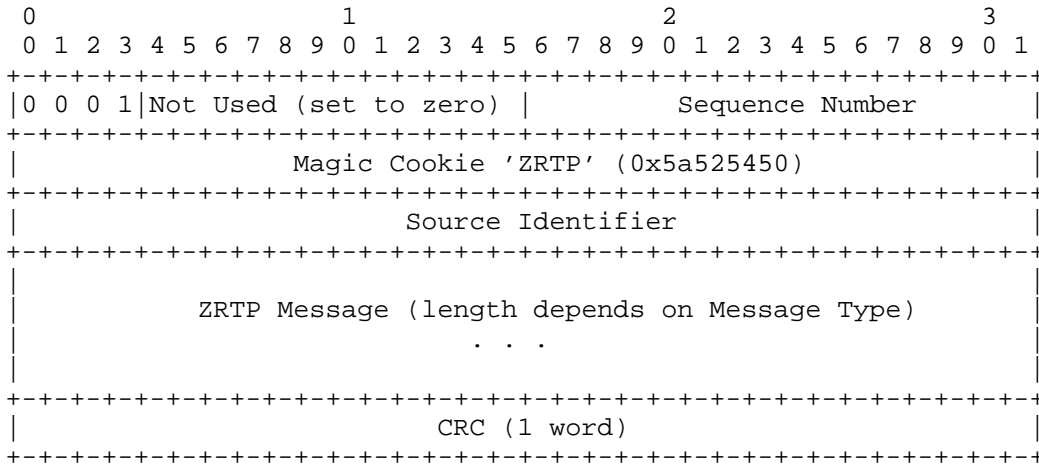 0                   1                   2                   3
 0 1 2 3 4 5 6 7 8 9 0 1 2 3 4 5 6 7 8 9 0 1 2 3 4 5 6 7 8 9 0 1
+-+-+-+-+-+-+-+-+-+-+-+-+-+-+-+-+-+-+-+-+-+-+-+-+-+-+-+-+-+-+-+-+
|0 0 0 1|Not Used (set to zero) |         Sequence Number       |
+-+-+-+-+-+-+-+-+-+-+-+-+-+-+-+-+-+-+-+-+-+-+-+-+-+-+-+-+-+-+-+-+
|                 Magic Cookie 'ZRTP' (0x5a525450)              |
+-+-+-+-+-+-+-+-+-+-+-+-+-+-+-+-+-+-+-+-+-+-+-+-+-+-+-+-+-+-+-+-+
|                        Source Identifier                      |
+-+-+-+-+-+-+-+-+-+-+-+-+-+-+-+-+-+-+-+-+-+-+-+-+-+-+-+-+-+-+-+-+
|                                                               |
|           ZRTP Message (length depends on Message Type)       |
|                            . . .                              |
|                                                               |
+-+-+-+-+-+-+-+-+-+-+-+-+-+-+-+-+-+-+-+-+-+-+-+-+-+-+-+-+-+-+-+-+
|                          CRC (1 word)                         |
+-+-+-+-+-+-+-+-+-+-+-+-+-+-+-+-+-+-+-+-+-+-+-+-+-+-+-+-+-+-+-+-+